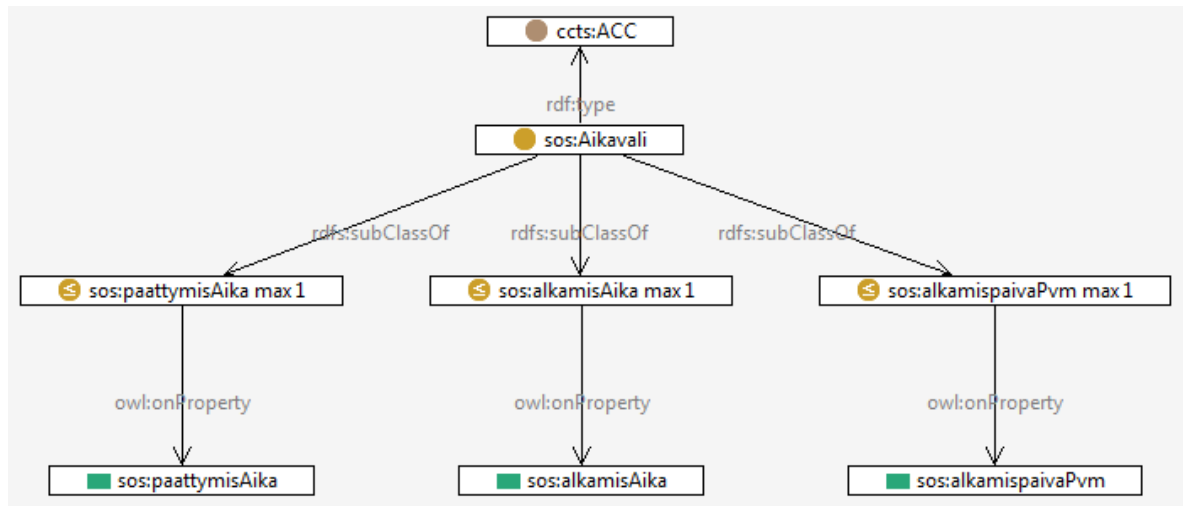 ccts:ACC
rdf:type
sos:Aikavali
rdfs:subClassOf rdfs:subClassOf rdfs:subClassOf
sos:paattymisAika max 1 sos:alkamisAika max 1 sos:alkamispaivaPvm max 1
owl:onProperty owl:onProperty owl:onProperty
sos:paattymisAika sos:alkamisAika sos:alkamispaivaPvm